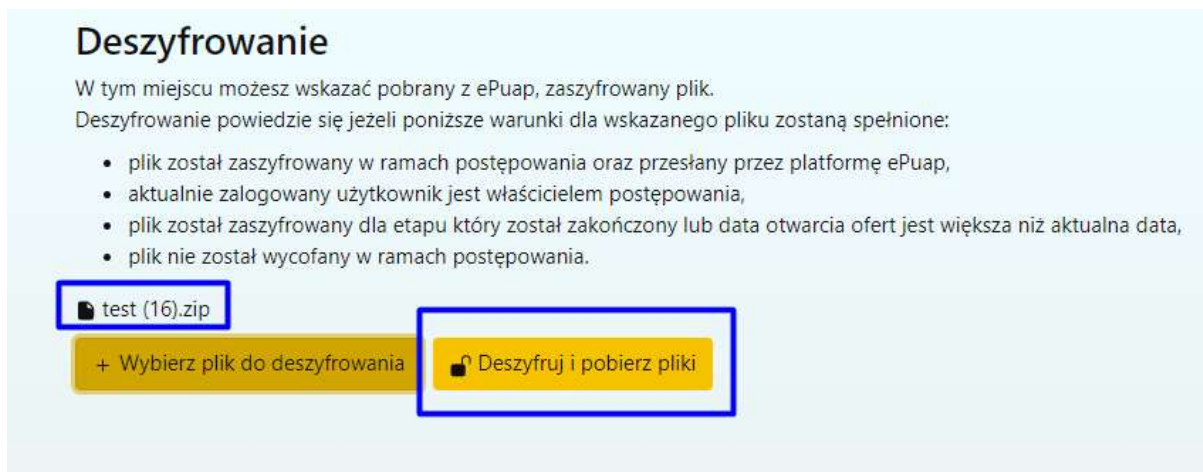 Deszyfrowanie
W tym miejscu możesz wskazać pobrany z ePuap, zaszyfrowany plik.
Deszyfrowanie powiedzie się jeżeli poniższe warunki dla wskazanego pliku zostaną spełnione:
• plik został zaszyfrowany w ramach postępowania oraz przesłany przez platformę ePuap,
• aktualnie zalogowany użytkownik jest właścicielem postępowania,
• plik został zaszyfrowany dla etapu który został zakończony lub data otwarcia ofert jest większa niż aktualna data,
• plik nie został wycofany w ramach postępowania.
test (16).zip
+ Wybierz plik do deszyfrowania
Deszyfruj i pobierz pliki